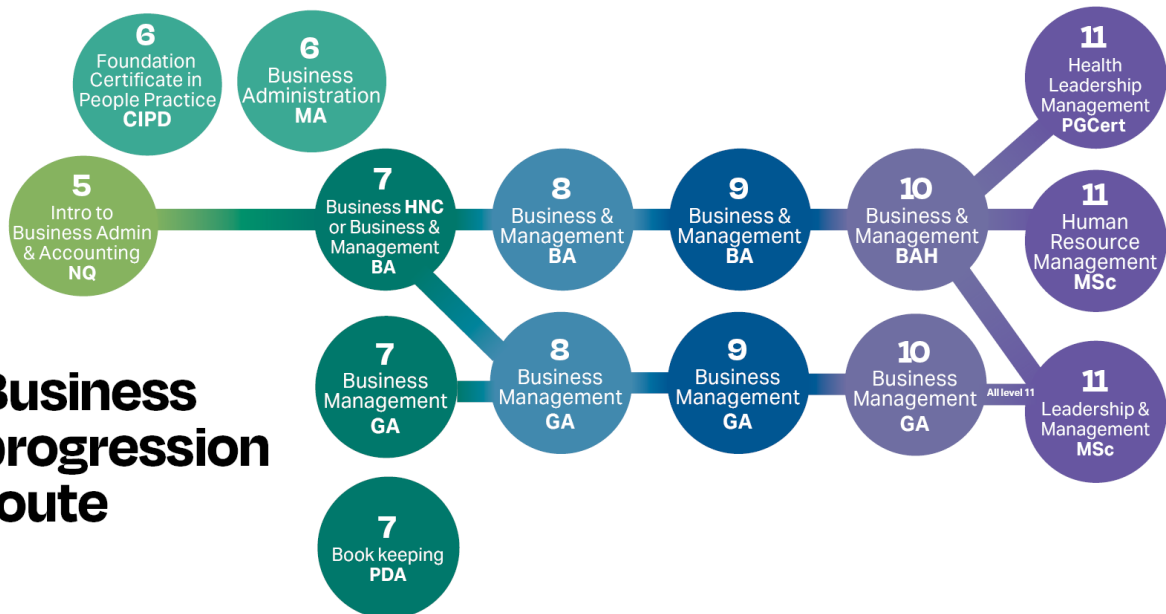 6
Foundation
Certificate in
People Practice
CIPD
6
Business
Administration
MA
11
Health
Leadership
Management
PGCert
5
Intro to
Business Admin
& Accounting
NQ
7
Business HNC
or Business &
Management
BA
8
Business &
Management
BA
9
Business &
Management
BA
10
Business &
Management
BAH
11
Human
Resource
Management
MSc
7
Business
Management
GA
8
Business
Management
GA
9
Business
Management
GA
10
Business
Management
GA
All level 11
11
Leadership &
Management
MSc
Business
progression
route
7
Book keeping
PDA